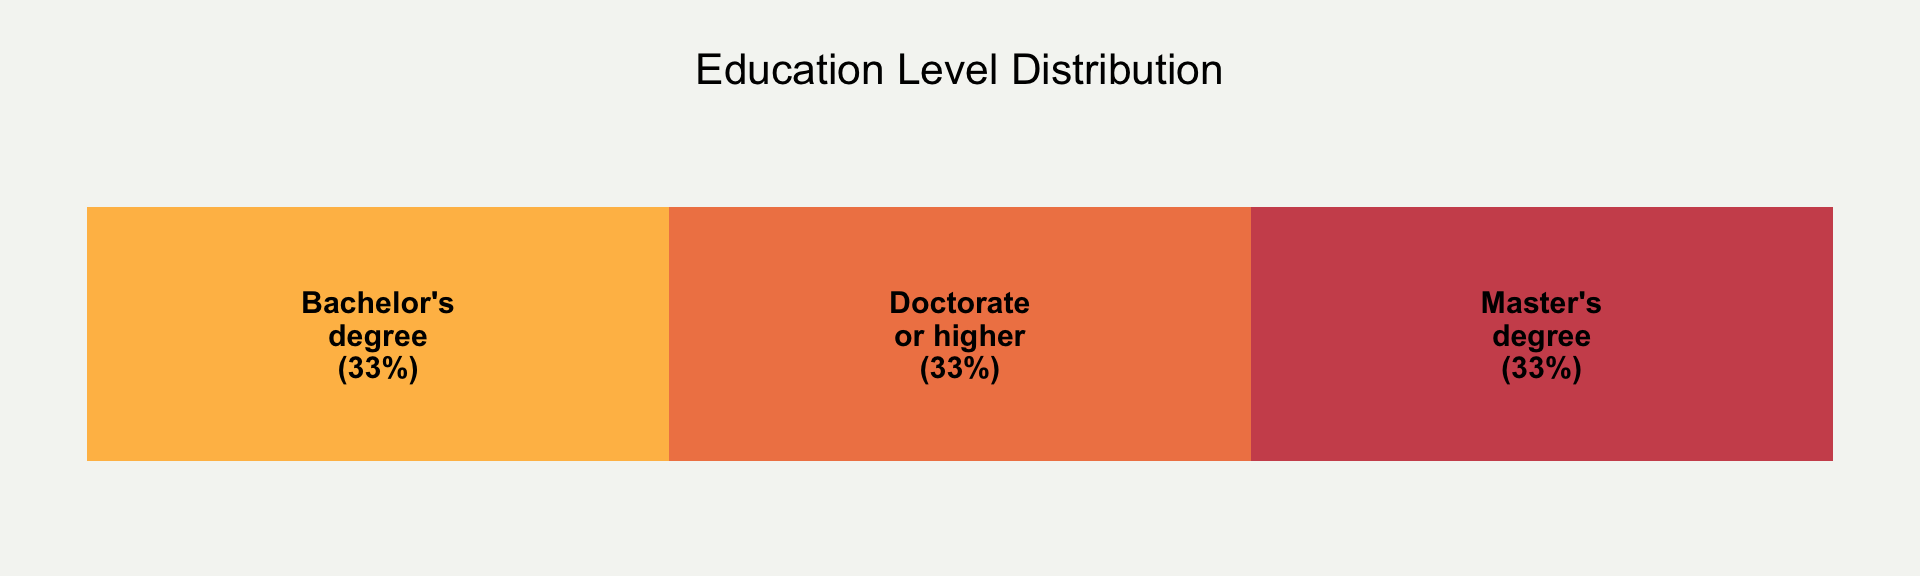 Education Level Distribution
Bachelor's
degree
(33%)
Doctorate
or higher
(33%)
Master's
degree
(33%)